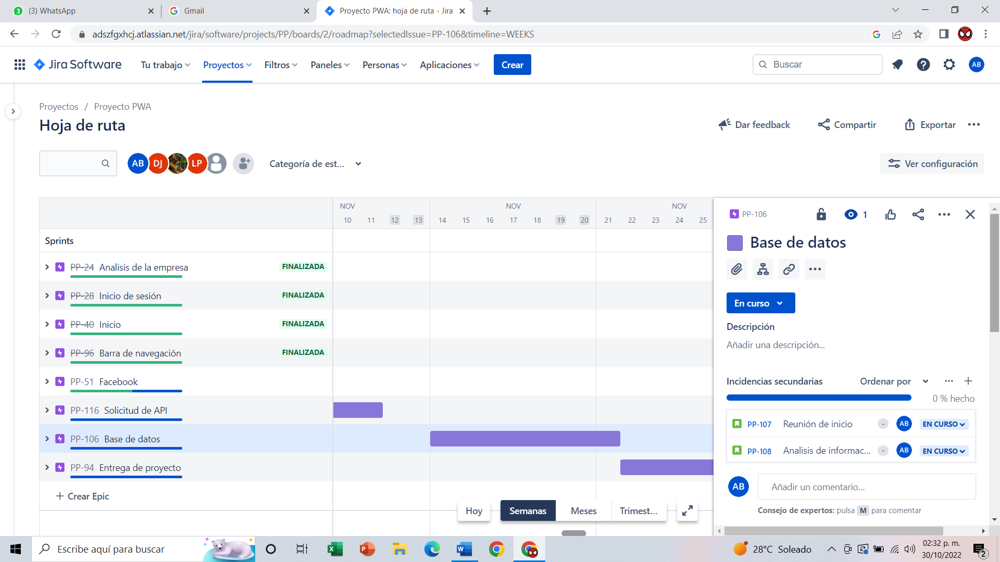 (3) WhatsApp
Gmail
Proyecto PWA: hoja de ruta - Jira
adszfgxhcj.atlassian.net/jira/software/projects/PP/boards/2/roadmap?selectedIssue=PP-106&timeline=WEEKS
Jira Software
Tu trabajo
Proyectos
Filtros
Paneles
Personas
Aplicaciones
Crear
Buscar
AB
Proyectos / Proyecto PWA
Hoja de ruta
Dar feedback
Compartir
Exportar
AB
DJ
LP
Categoría de est...
Ver configuración
NOV
10 11 12 13
NOV
14 15 16 17 18 19 20
NOV
21 22 23 24 25
Sprints
PP-24 Analisis de la empresa FINALIZADA
PP-28 Inicio de sesión FINALIZADA
PP-40 Inicio FINALIZADA
PP-96 Barra de navegación FINALIZADA
PP-51 Facebook
PP-116 Solicitud de API
PP-106 Base de datos
PP-94 Entrega de proyecto
+ Crear Epic
Hoy
Semanas
Meses
Trimest...
PP-106
1
Base de datos
En curso
Descripción
Añadir una descripción...
Incidencias secundarias
Ordenar por
0 % hecho
PP-107 Reunión de inicio - AB EN CURSO
PP-108 Analisis de informac... - AB EN CURSO
AB
Añadir un comentario...
Consejo de expertos: pulsa M para comentar
Escribe aquí para buscar
28°C Soleado
02:32 p. m.
30/10/2022
2